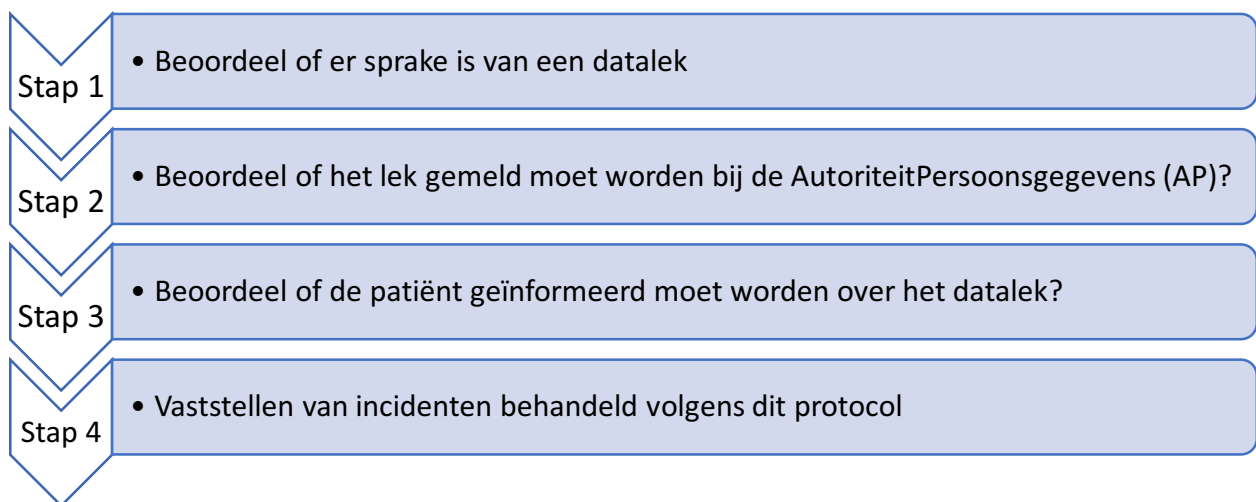 Stap 1
• Beoordeel of er sprake is van een datalek
Stap 2
• Beoordeel of het lek gemeld moet worden bij de AutoriteitPersoonsgegevens (AP)?
Stap 3
• Beoordeel of de patiënt geïnformeerd moet worden over het datalek?
Stap 4
• Vaststellen van incidenten behandeld volgens dit protocol